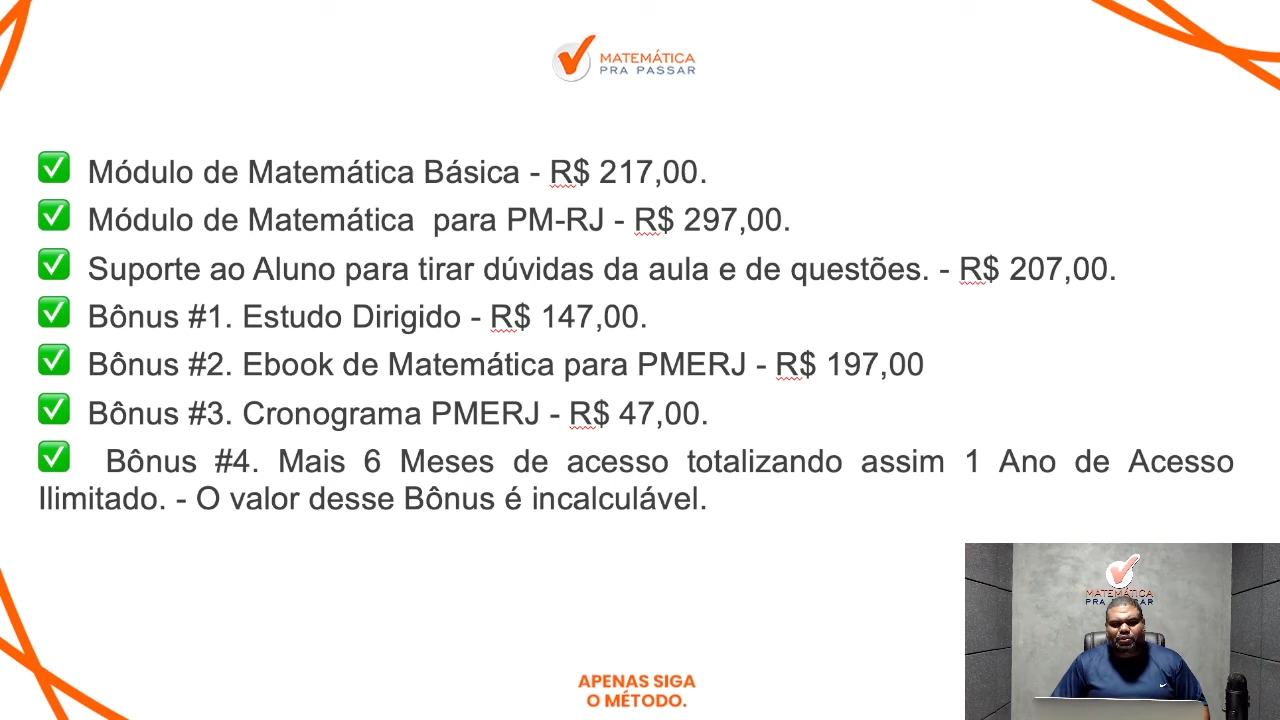 MATEMÁTICA
PRA PASSAR
Módulo de Matemática Básica - R$ 217,00.
Módulo de Matemática  para PM-RJ - R$ 297,00.
Suporte ao Aluno para tirar dúvidas da aula e de questões. - R$ 207,00.
Bônus #1. Estudo Dirigido - R$ 147,00.
Bônus #2. Ebook de Matemática para PMERJ - R$ 197,00
Bônus #3. Cronograma PMERJ - R$ 47,00.
Bônus #4. Mais 6 Meses de acesso totalizando assim 1 Ano de Acesso
Ilimitado. - O valor desse Bônus é incalculável.
MATEMÁTICA
PRA PASSAR
APENAS SIGA
O MÉTODO.